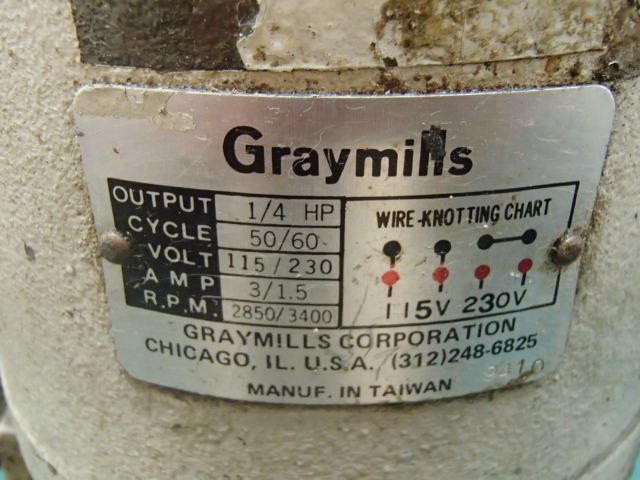 Graymills
OUTPUT 1/4 HP
CYCLE 50/60
VOLT 115/230
AMP 3/1.5
R.P.M. 2850/3400
WIRE-KNOTTING CHART
115V 230V
GRAYMILLS CORPORATION
CHICAGO, IL. U.S.A. (312)248-6825
9410
MANUF. IN TAIWAN